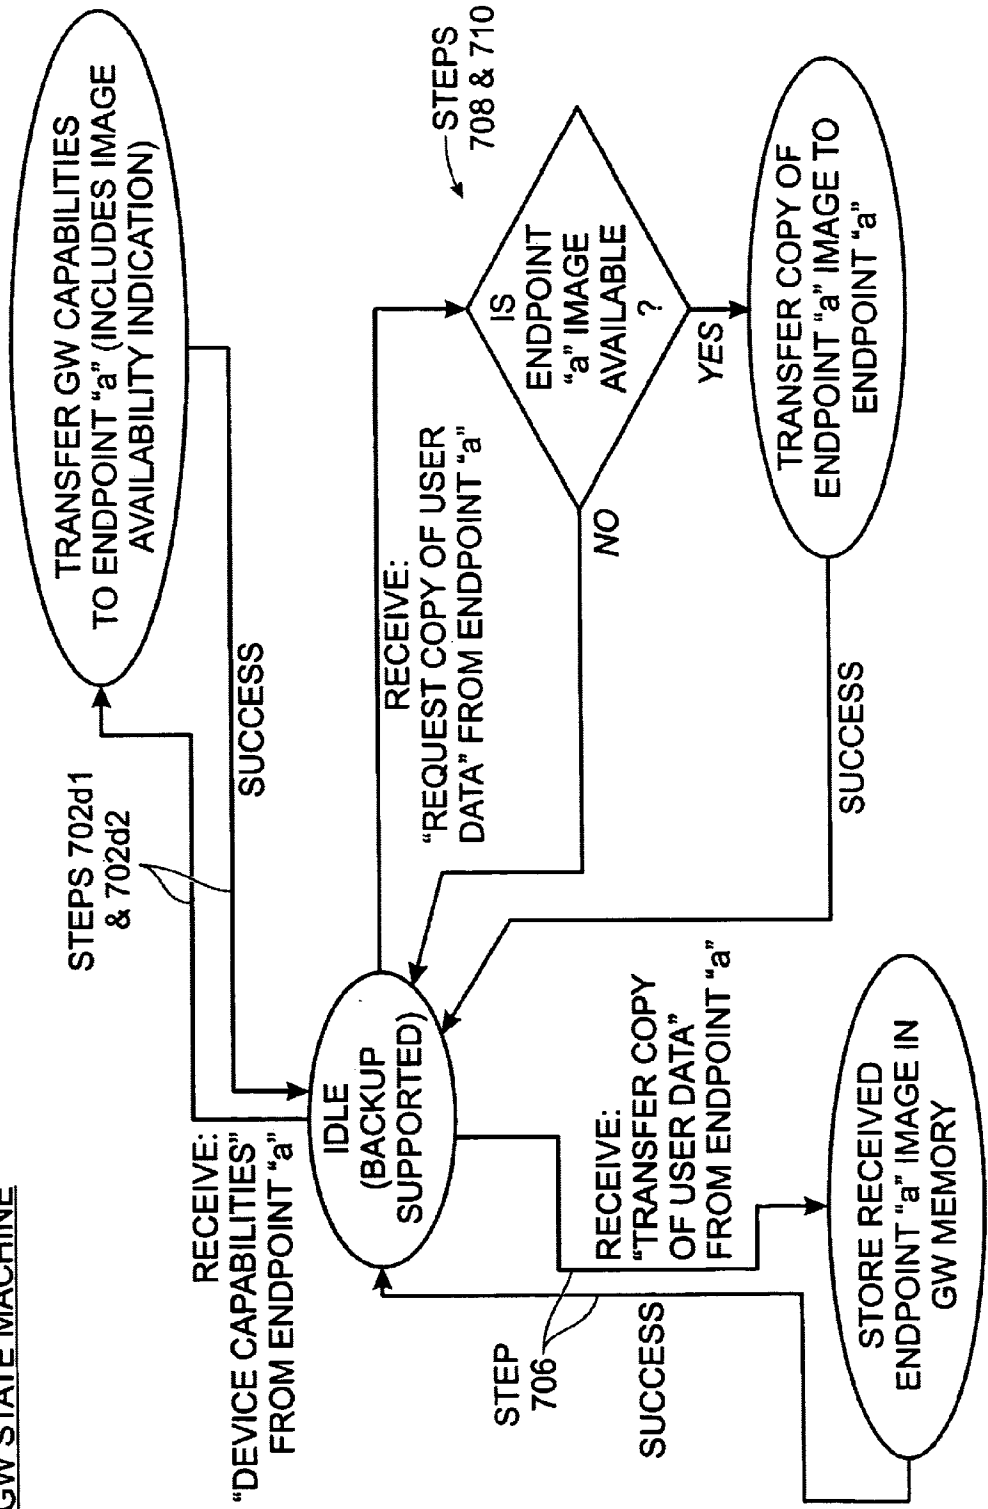 GW STATE MACHINE
RECEIVE:
"DEVICE CAPABILITIES"
FROM ENDPOINT "a"
STEPS 702d1
& 702d2
SUCCESS
TRANSFER GW CAPABILITIES
TO ENDPOINT "a" (INCLUDES IMAGE
AVAILABILITY INDICATION)
IDLE
(BACKUP
SUPPORTED)
RECEIVE:
"REQUEST COPY OF USER
DATA" FROM ENDPOINT "a"
STEPS
708 & 710
IS
ENDPOINT
"a" IMAGE
AVAILABLE
?
NO
YES
TRANSFER COPY OF
ENDPOINT "a" IMAGE TO
ENDPOINT "a"
SUCCESS
STEP
706
SUCCESS
RECEIVE:
"TRANSFER COPY
OF USER DATA"
FROM ENDPOINT "a"
STORE RECEIVED
ENDPOINT "a" IMAGE IN
GW MEMORY